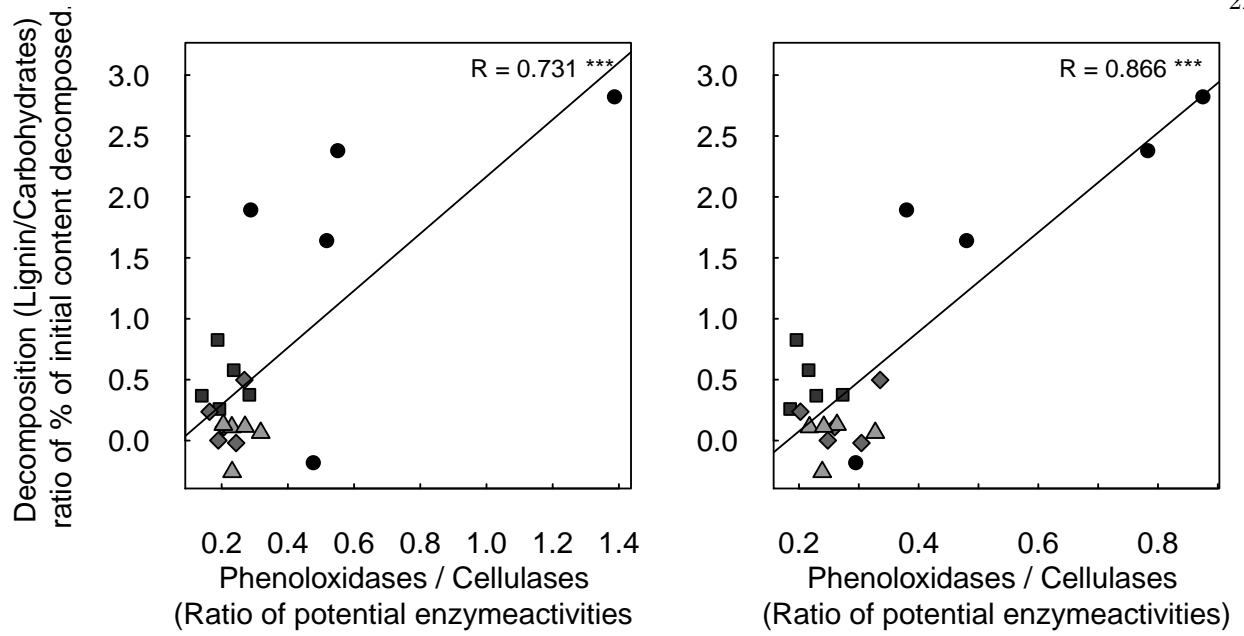 2
Decomposition (Lignin/Carbohydrates)
ratio of % of initial content decomposed.
R = 0.731 ***
3.0
2.5
2.0
1.5
1.0
0.5
0.0
0.2 0.4 0.6 0.8 1.0 1.2 1.4
Phenoloxidases / Cellulases
(Ratio of potential enzymeactivities
R = 0.866 ***
3.0
2.5
2.0
1.5
1.0
0.5
0.0
0.2 0.4 0.6 0.8
Phenoloxidases / Cellulases
(Ratio of potential enzymeactivities)